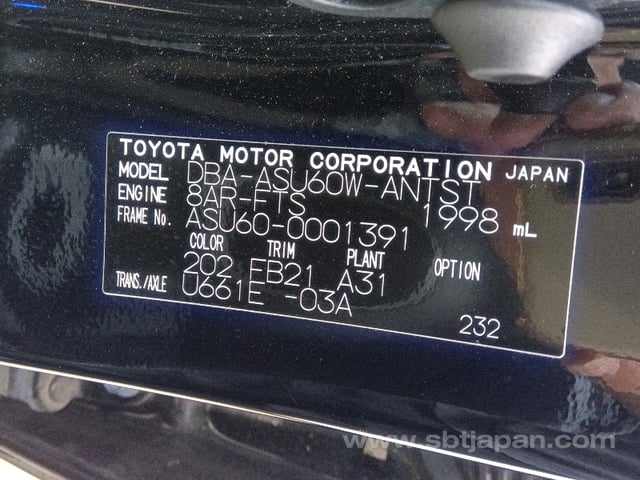 TOYOTA MOTOR CORPORATION JAPAN
MODEL DBA-ASU60W-ANTST
ENGINE 8AR-FTS 1998 mL
FRAME No. ASU60-0001391
COLOR TRIM PLANT OPTION
202 EB21 A31
TRANS./AXLE U661E -03A
232
www.sbtjapan.com